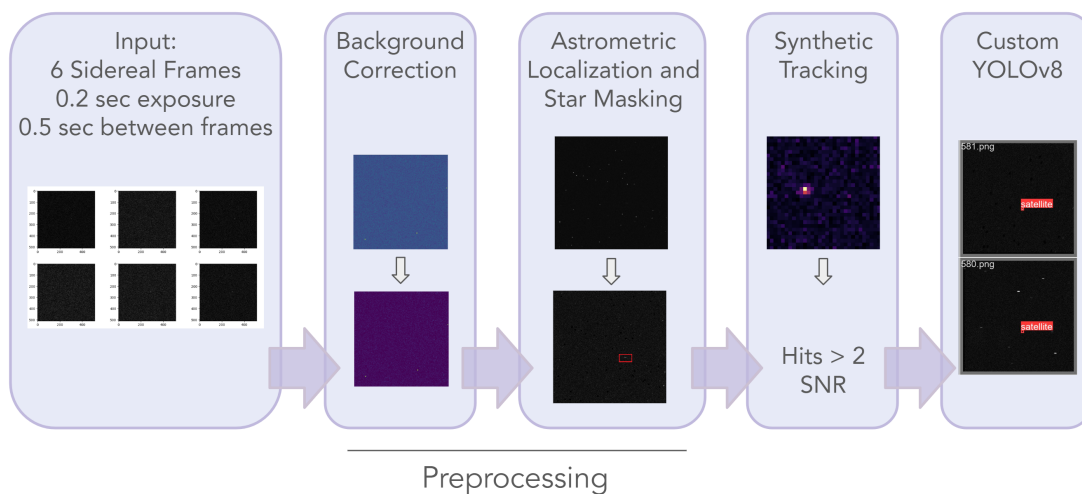 Input:
6 Sidereal Frames
0.2 sec exposure
0.5 sec between frames
Background
Correction
Astrometric
Localization and
Star Masking
Synthetic
Tracking
Hits > 2
SNR
Custom
YOLOv8
581.png
satellite
580.png
satellite
Preprocessing